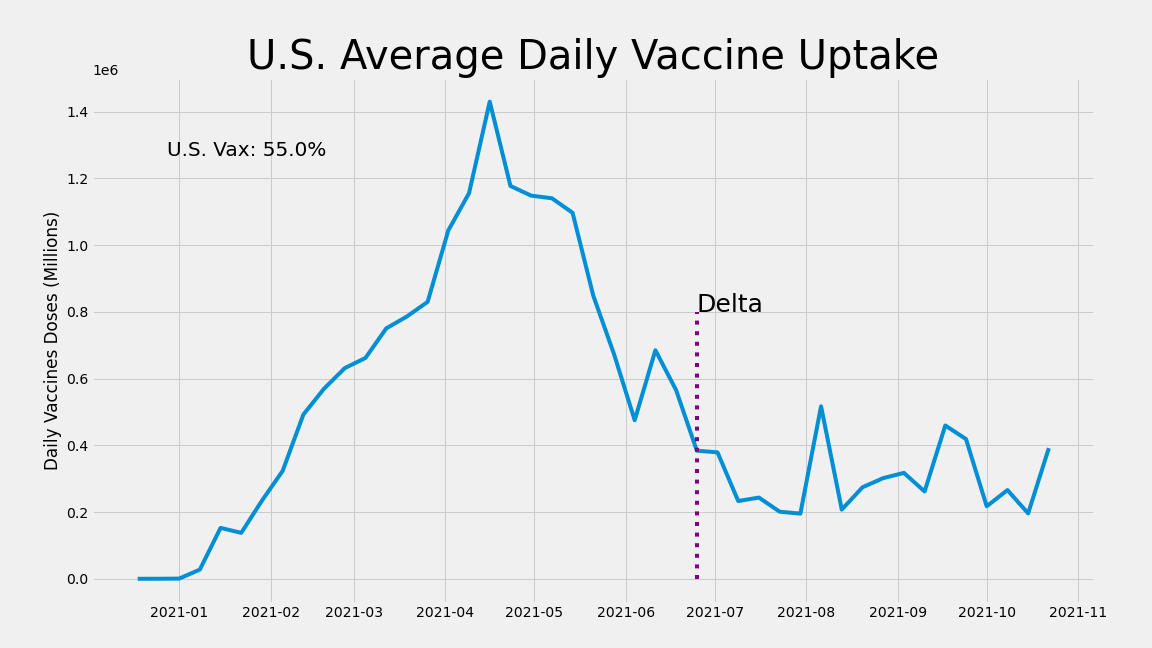 U.S. Average Daily Vaccine Uptake
1e6
1.4
U.S. Vax: 55.0%
1.2
1.0
Daily Vaccines Doses (Millions)
Delta
0.8
0.6
0.4
0.2
0.0
2021-01 2021-02 2021-03 2021-04 2021-05 2021-06 2021-07 2021-08 2021-09 2021-10 2021-11